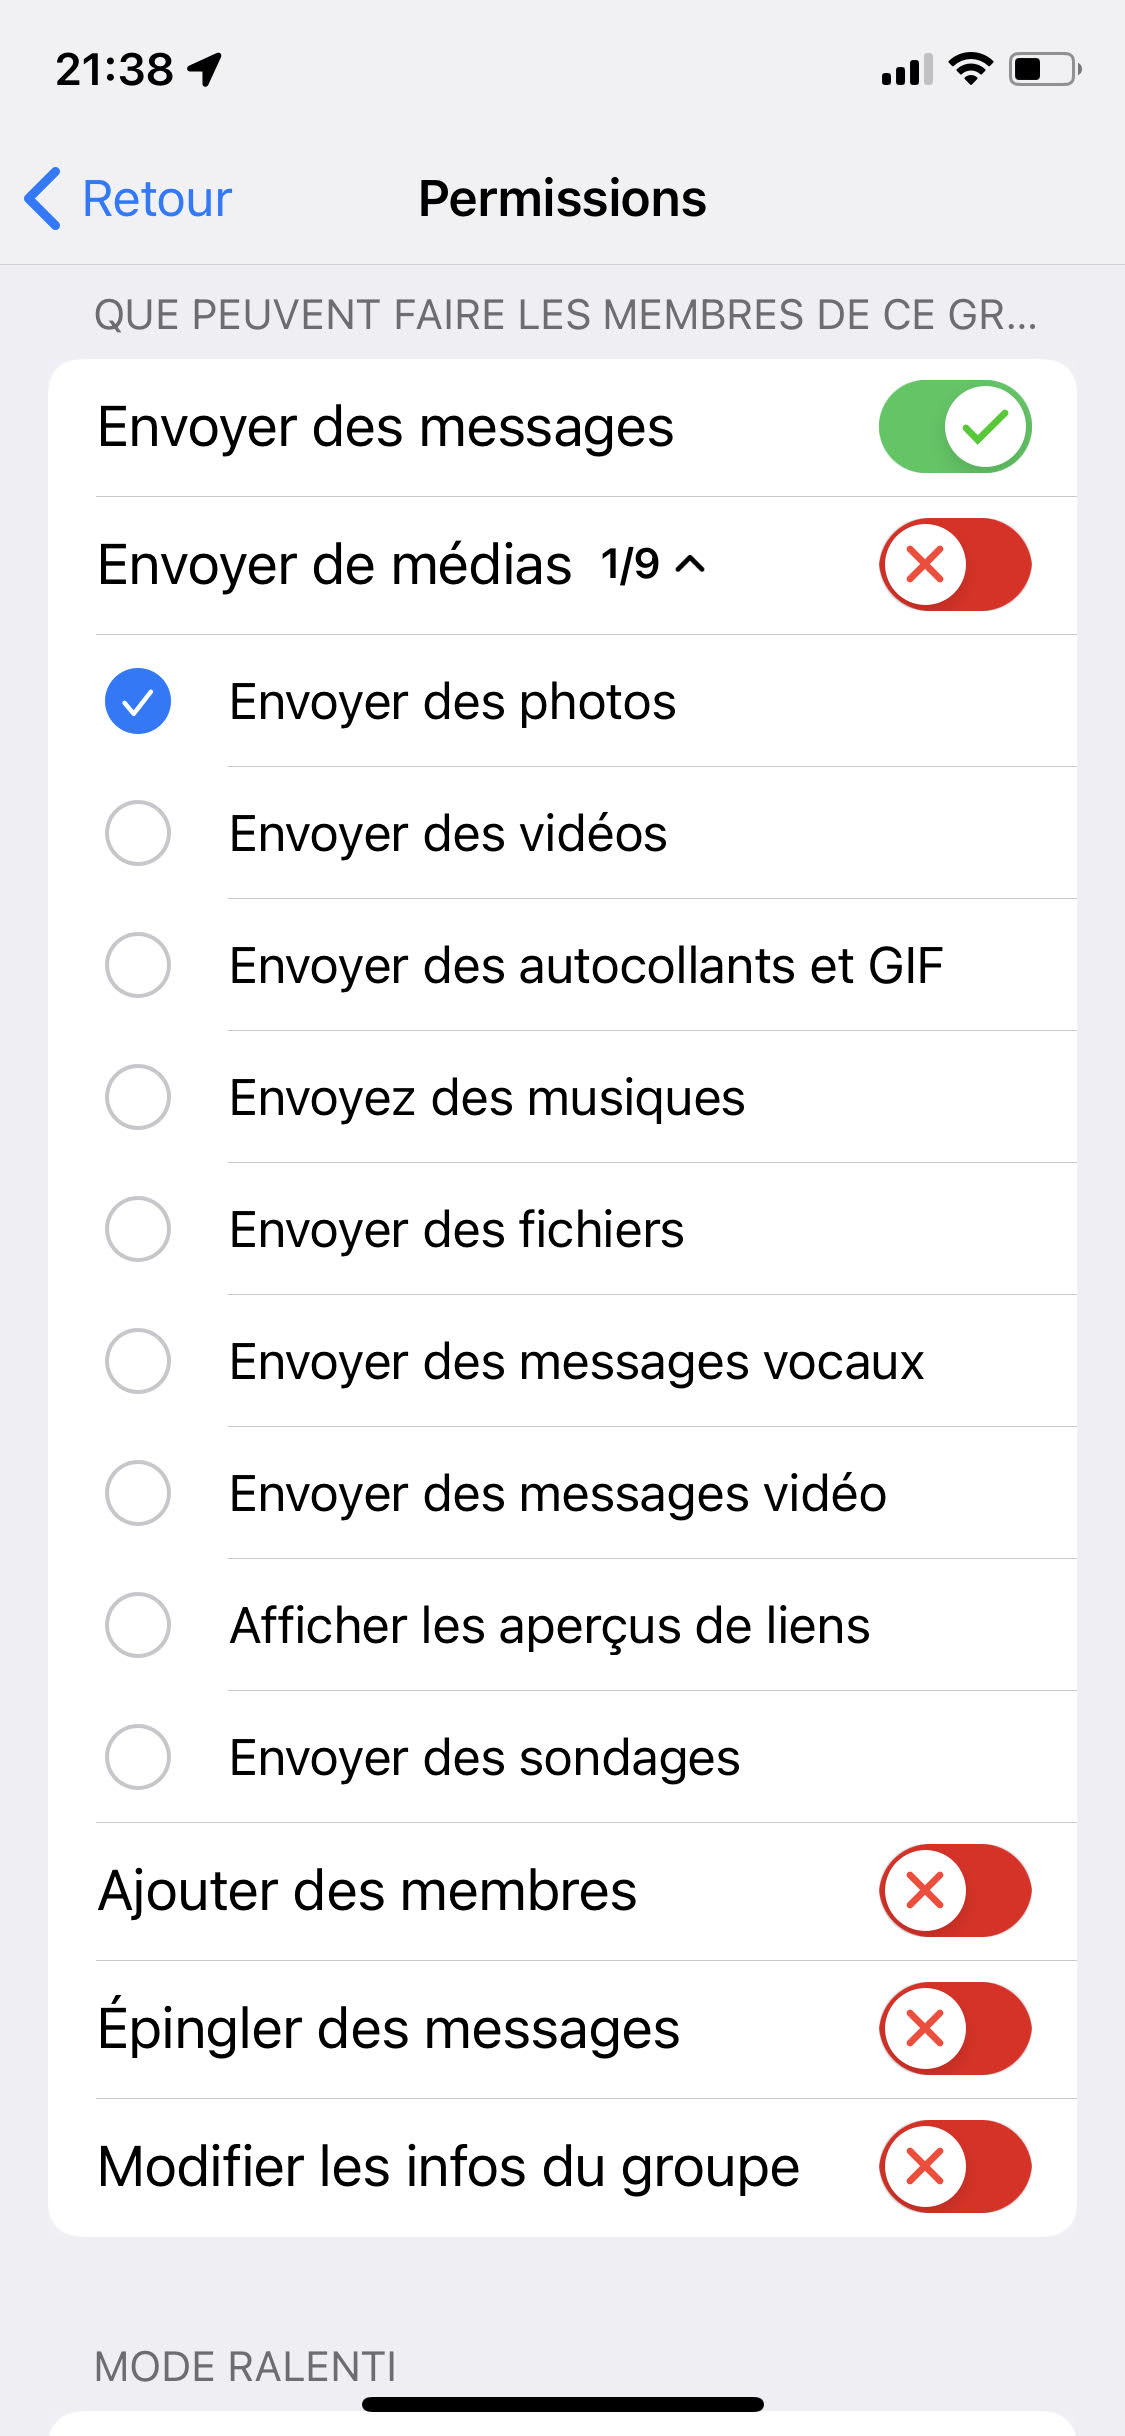 21:38
Retour
Permissions
QUE PEUVENT FAIRE LES MEMBRES DE CE GR...
Envoyer des messages
Envoyer de médias 1/9
Envoyer des photos
Envoyer des vidéos
Envoyer des autocollants et GIF
Envoyez des musiques
Envoyer des fichiers
Envoyer des messages vocaux
Envoyer des messages vidéo
Afficher les aperçus de liens
Envoyer des sondages
Ajouter des membres
Épingler des messages
Modifier les infos du groupe
MODE RALENTI